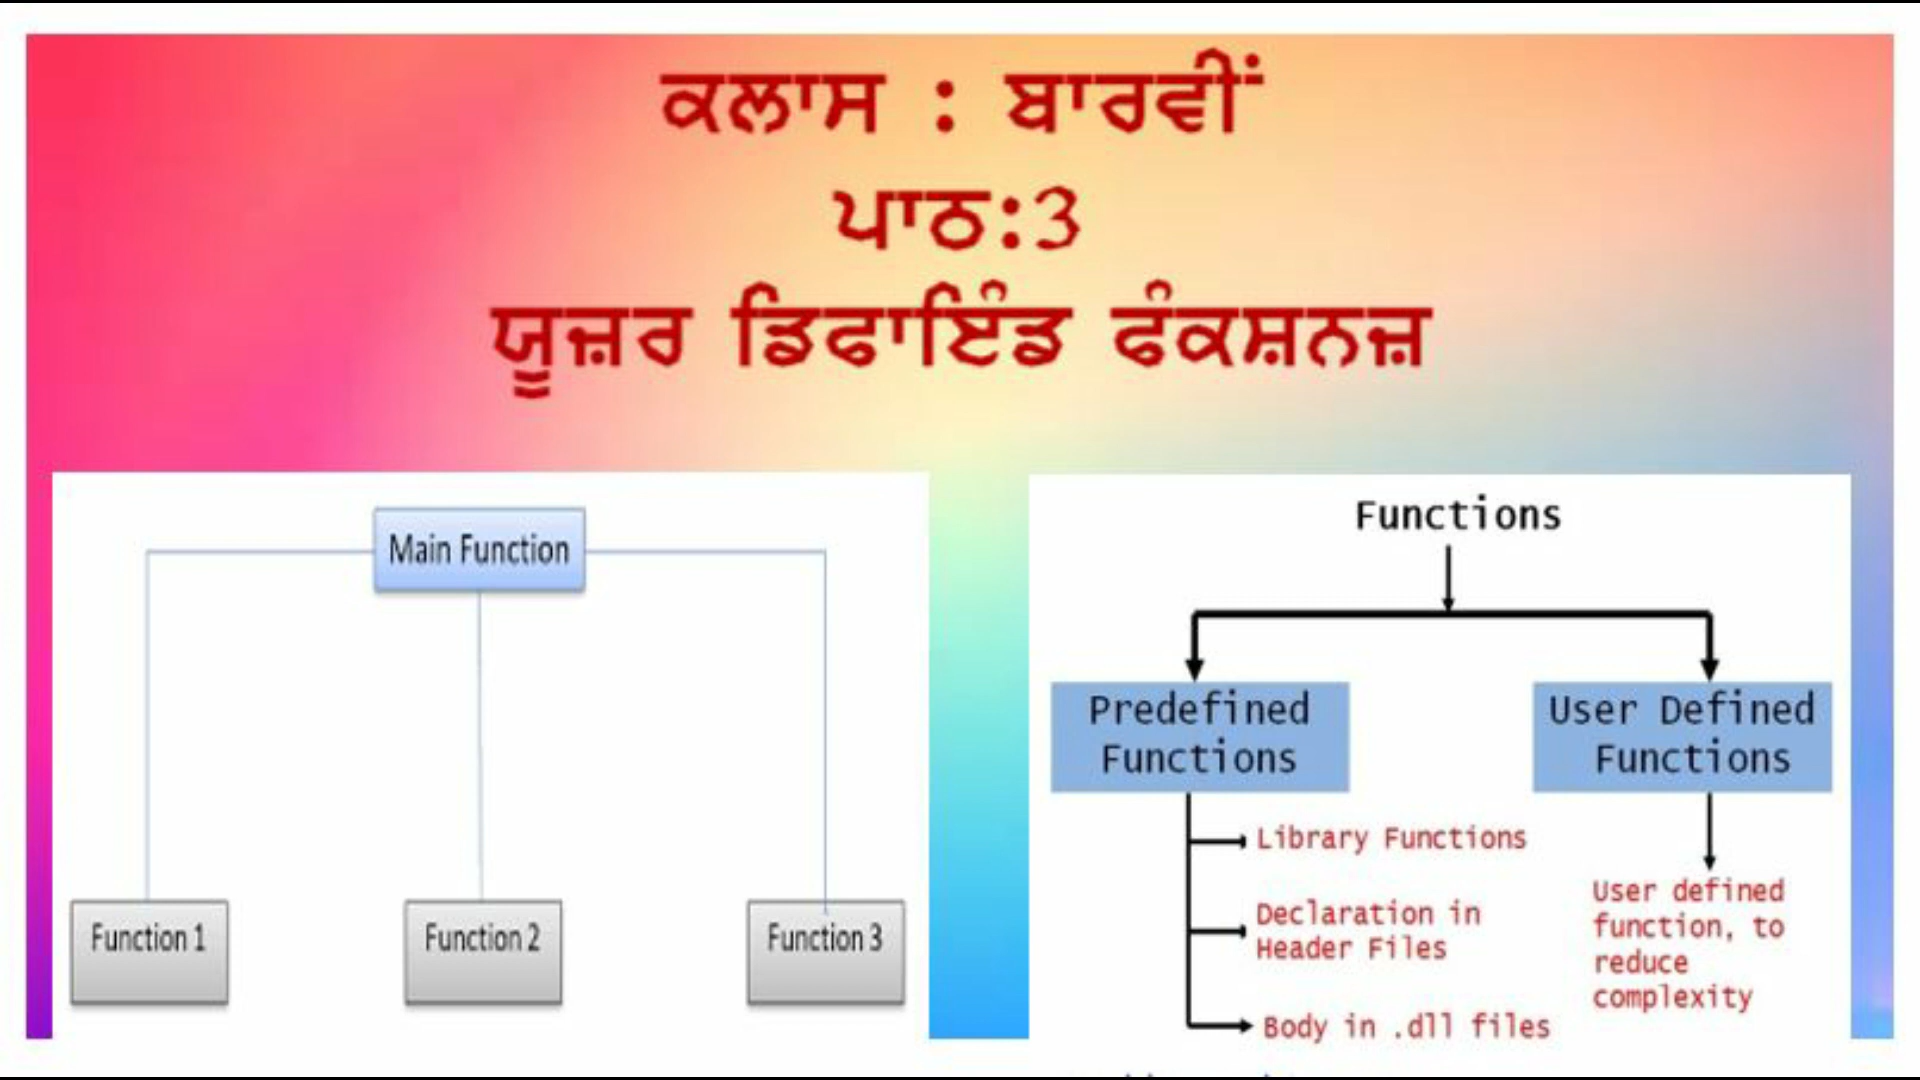 ਕਲਾਸ : ਬਾਰਵੀਂ
ਪਾਠ:3
ਯੂਜ਼ਰ ਡਿਫਾਇੰਡ ਫੰਕਸ਼ਨਜ਼
Main Function
Function 1
Function 2
Function 3
Functions
Predefined
Functions
User Defined
Functions
Library Functions
Declaration in
Header Files
Body in .dll files
User defined
function, to
reduce
complexity